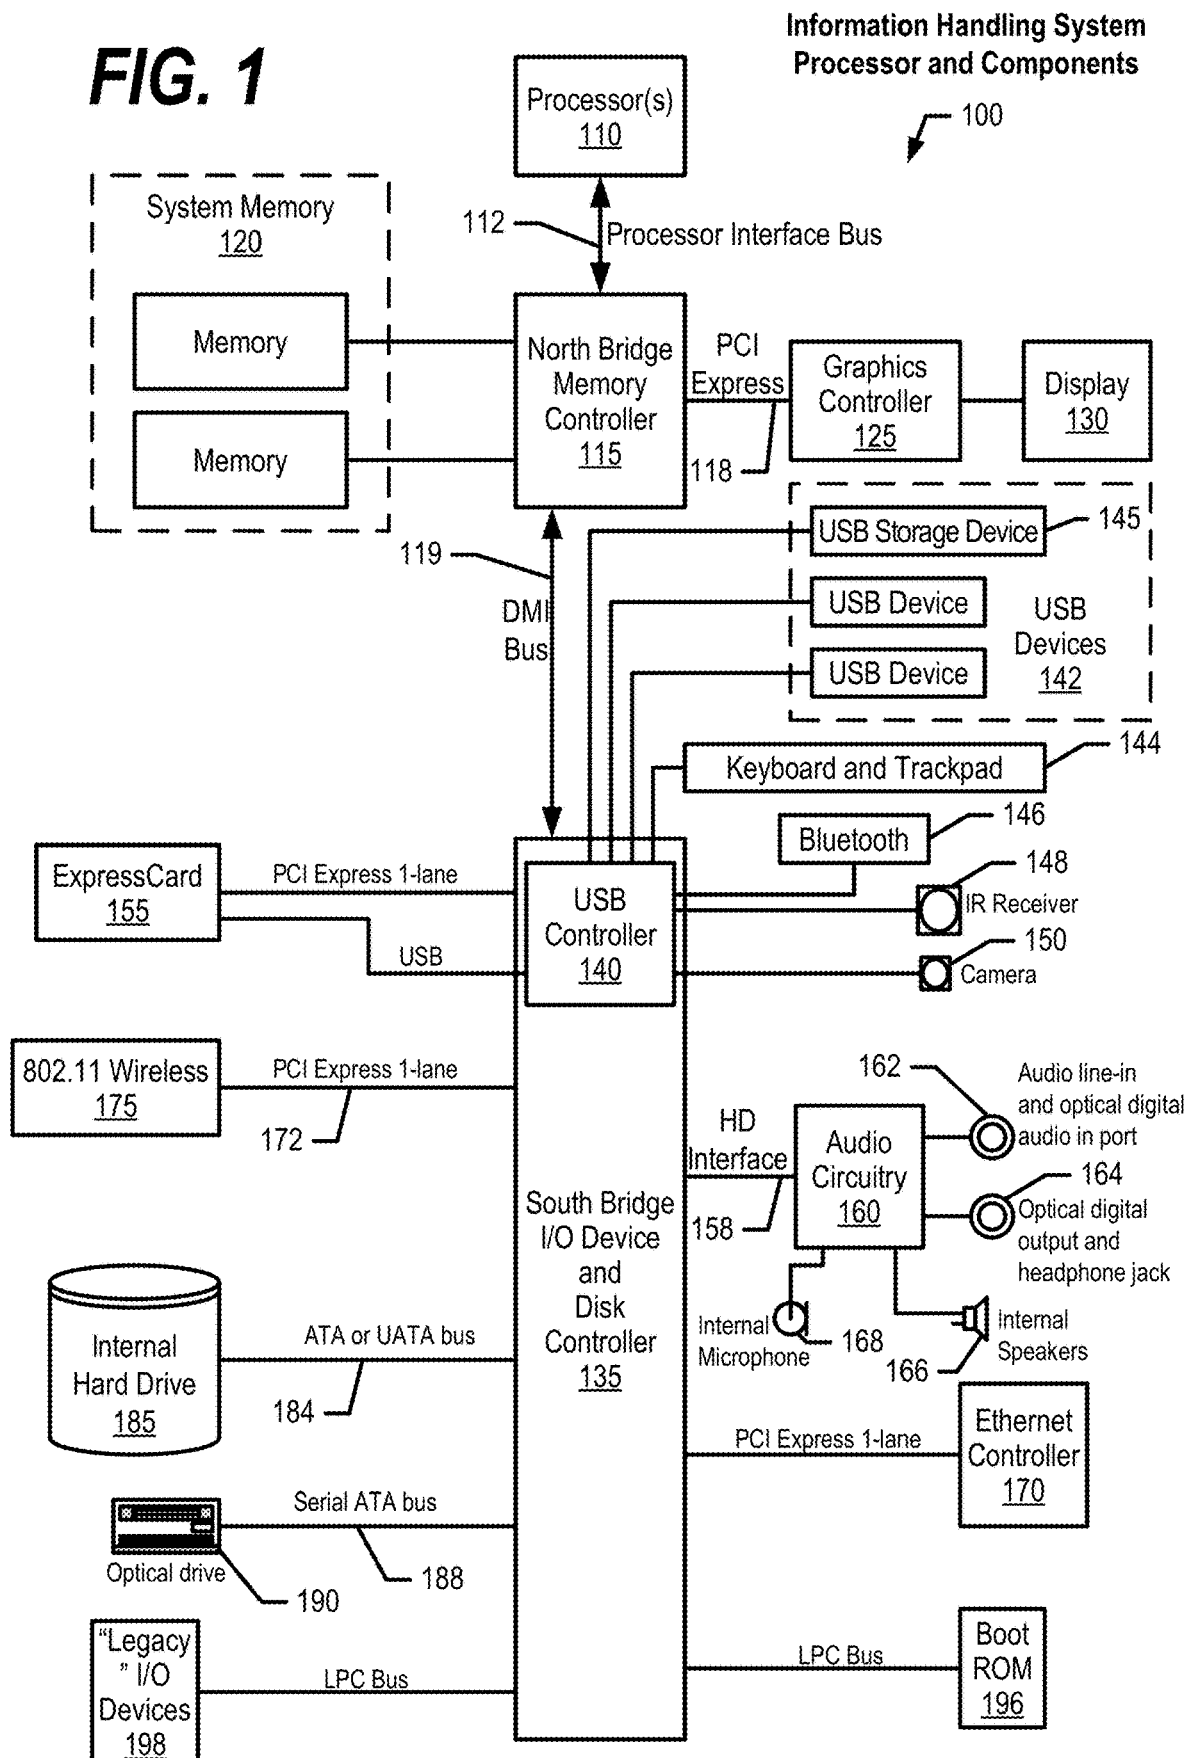 Information Handling System
Processor and Components
FIG. 1
100
Processor(s)
110
112
Processor Interface Bus
System Memory
120
Memory
Memory
North Bridge
Memory
Controller
115
PCI
Express
118
Graphics
Controller
125
Display
130
119
DMI
Bus
USB Storage Device
145
USB Device
USB Device
USB
Devices
142
Keyboard and Trackpad
144
Bluetooth
146
148
IR Receiver
150
Camera
ExpressCard
155
PCI Express 1-lane
USB
USB
Controller
140
802.11 Wireless
175
PCI Express 1-lane
172
South Bridge
I/O Device
and
Disk
Controller
135
HD
Interface
158
Audio
Circuitry
160
162
Audio line-in
and optical digital
audio in port
164
Optical digital
output and
headphone jack
Internal
Microphone
168
Internal
Speakers
166
Internal
Hard Drive
185
ATA or UATA bus
184
PCI Express 1-lane
Ethernet
Controller
170
Serial ATA bus
188
Optical drive
190
“Legacy
” I/O
Devices
198
LPC Bus
LPC Bus
Boot
ROM
196